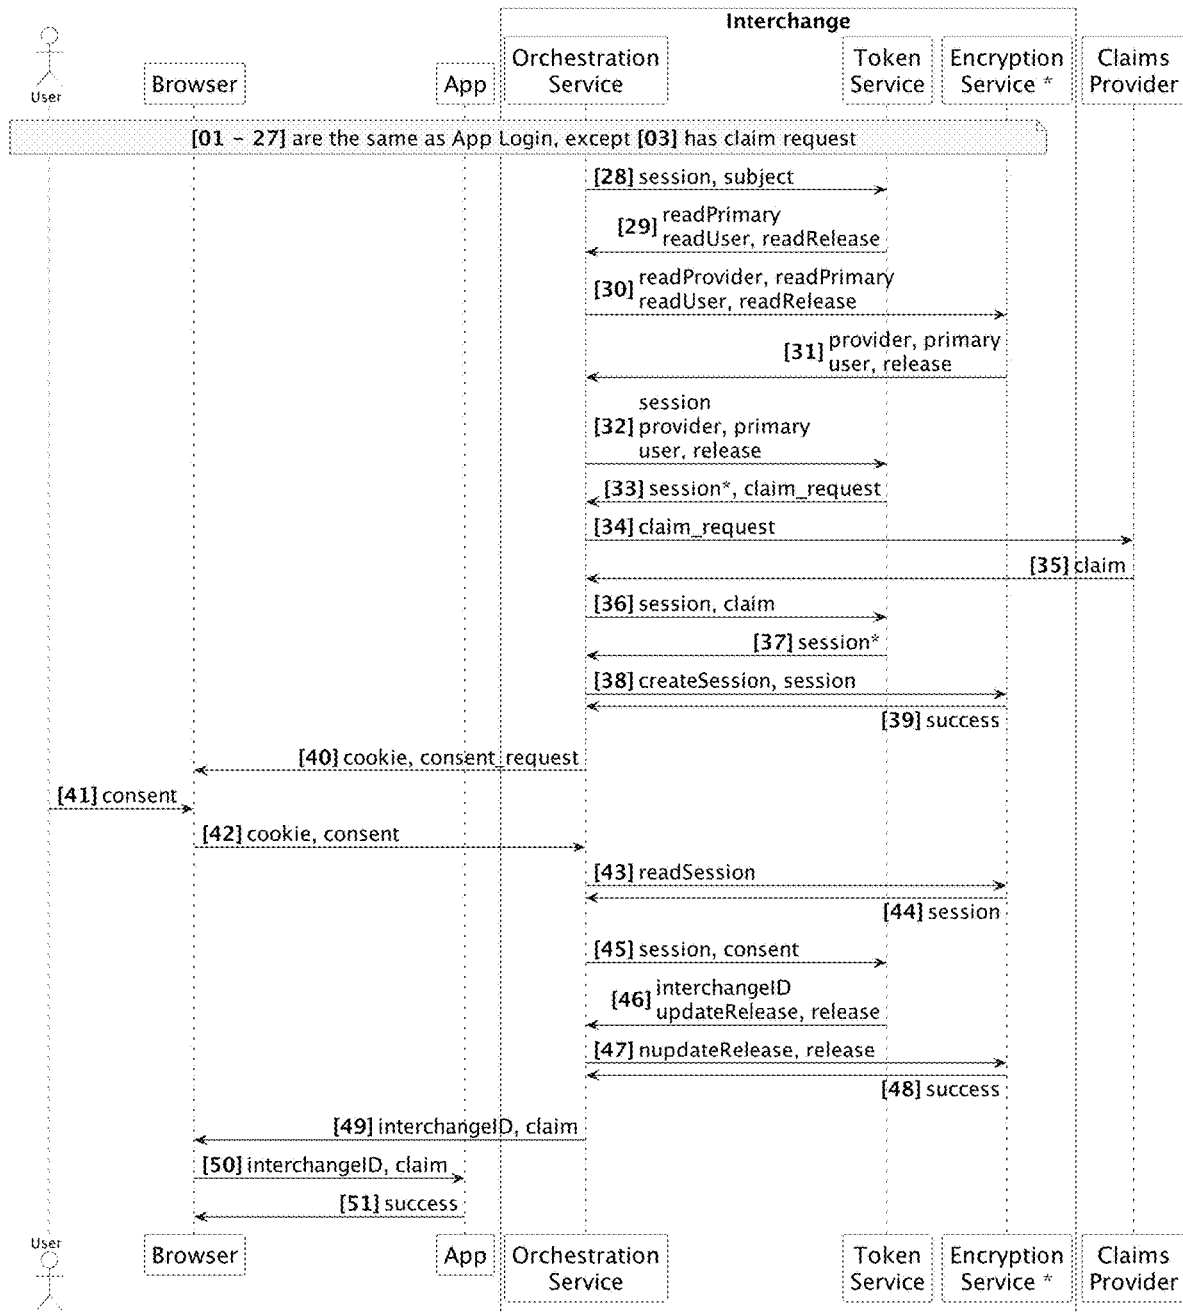 Interchange
User
Browser
App
Orchestration
Service
Token
Service
Encryption
Service *
Claims
Provider
[01 – 27] are the same as App Login, except [03] has claim request
[28] session, subject
[29] readPrimary
readUser, readRelease
[30] readProvider, readPrimary
readUser, readRelease
[31] provider, primary
user, release
session
[32] provider, primary
user, release
[33] session*, claim_request
[34] claim_request
[35] claim
[36] session, claim
[37] session*
[38] createSession, session
[39] success
[40] cookie, consent_request
[41] consent
[42] cookie, consent
[43] readSession
[44] session
[45] session, consent
[46] interchangeID
updateRelease, release
[47] nupdateRelease, release
[48] success
[49] interchangeID, claim
[50] interchangeID, claim
[51] success
User
Browser
App
Orchestration
Service
Token
Service
Encryption
Service *
Claims
Provider